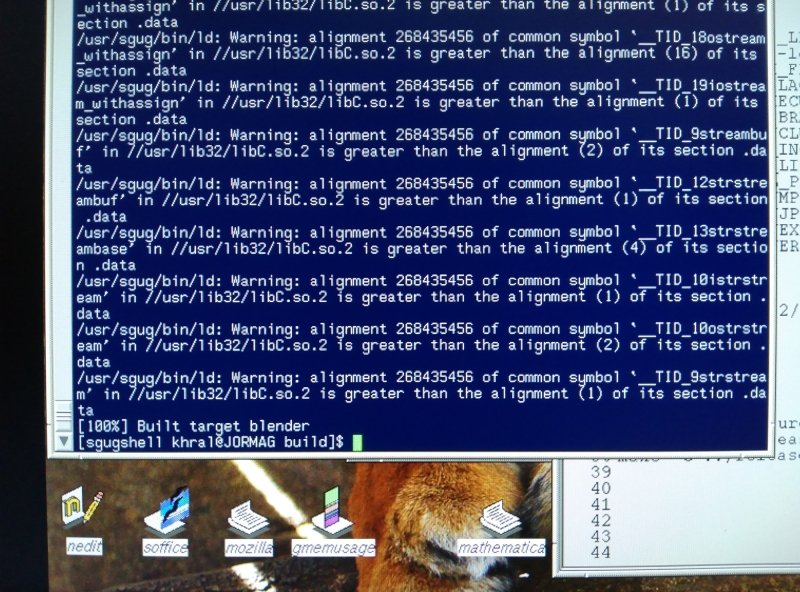 _withassign' in //usr/lib32/libC.so.2 is greater than the alignment (1) of its s
ection .data
/usr/sgug/bin/ld: Warning: alignment 268435456 of common symbol `__TID_18ostream
_withassign' in //usr/lib32/libC.so.2 is greater than the alignment (16) of its
section .data
/usr/sgug/bin/ld: Warning: alignment 268435456 of common symbol `__TID_19iostrea
m_withassign' in //usr/lib32/libC.so.2 is greater than the alignment (1) of its
section .data
/usr/sgug/bin/ld: Warning: alignment 268435456 of common symbol `__TID_9streambu
f' in //usr/lib32/libC.so.2 is greater than the alignment (2) of its section .da
ta
/usr/sgug/bin/ld: Warning: alignment 268435456 of common symbol `__TID_12strstre
ambuf' in //usr/lib32/libC.so.2 is greater than the alignment (1) of its section
 .data
/usr/sgug/bin/ld: Warning: alignment 268435456 of common symbol `__TID_13strstre
ambase' in //usr/lib32/libC.so.2 is greater than the alignment (4) of its sectio
n .data
/usr/sgug/bin/ld: Warning: alignment 268435456 of common symbol `__TID_10istrstr
eam' in //usr/lib32/libC.so.2 is greater than the alignment (1) of its section .
data
/usr/sgug/bin/ld: Warning: alignment 268435456 of common symbol `__TID_10ostrstr
eam' in //usr/lib32/libC.so.2 is greater than the alignment (2) of its section .
data
/usr/sgug/bin/ld: Warning: alignment 268435456 of common symbol `__TID_9strstrea
m' in //usr/lib32/libC.so.2 is greater than the alignment (1) of its section .da
ta
[100%] Built target blender
[sgugshell khral@JORMAG build]$
nedit
soffice
mozilla
gmemusage
mathematica
39
40
41
42
43
44